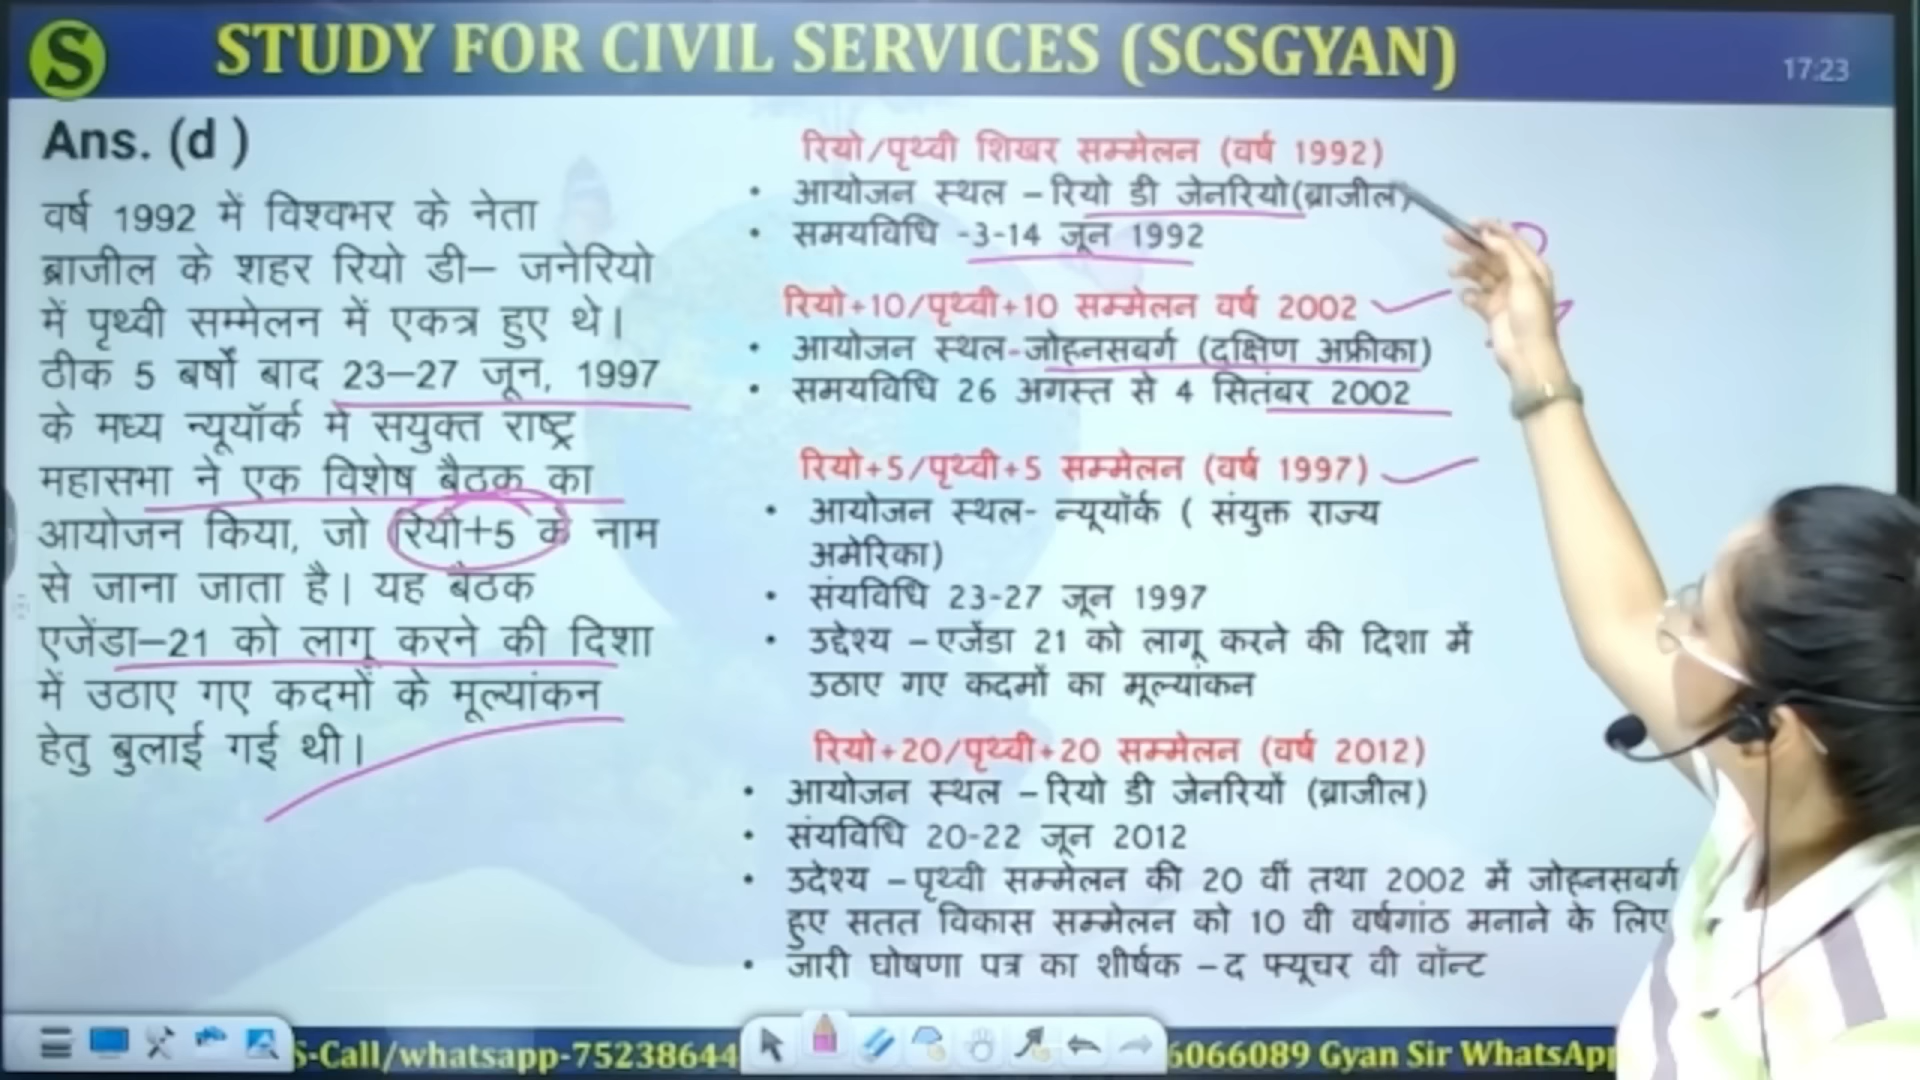 S
STUDY FOR CIVIL SERVICES (SCSGYAN)
17:23
Ans. (d )
वर्ष 1992 में विश्वभर के नेता
ब्राजील के शहर रियो डी– जनेरियो
में पृथ्वी सम्मेलन में एकत्र हुए थे।
ठीक 5 बर्षों बाद 23–27 जून, 1997
के मध्य न्यूयॉर्क में सयुक्त राष्ट्र
महासभा ने एक विशेष बैठक का
आयोजन किया, जो रियो+5 के नाम
से जाना जाता है। यह बैठक
एजेंडा–21 को लागू करने की दिशा
में उठाए गए कदमों के मूल्यांकन
हेतु बुलाई गई थी।
रियो/पृथ्वी शिखर सम्मेलन (वर्ष 1992)
• आयोजन स्थल – रियो डी जेनरियो(ब्राजील)
• समयविधि -3-14 जून 1992
रियो+10/पृथ्वी+10 सम्मेलन वर्ष 2002
• आयोजन स्थल-जोहनसबर्ग (दक्षिण अफ्रीका)
• समयविधि 26 अगस्त से 4 सितंबर 2002
रियो+5/पृथ्वी+5 सम्मेलन (वर्ष 1997)
• आयोजन स्थल- न्यूयॉर्क ( संयुक्त राज्य
अमेरिका)
• संयविधि 23-27 जून 1997
• उद्देश्य – एजेंडा 21 को लागू करने की दिशा में
उठाए गए कदमों का मूल्यांकन
रियो+20/पृथ्वी+20 सम्मेलन (वर्ष 2012)
• आयोजन स्थल – रियो डी जेनरियों (ब्राजील)
• संयविधि 20-22 जून 2012
• उदेश्य – पृथ्वी सम्मेलन की 20 वीं तथा 2002 में जोहनसबर्ग
हुए सतत विकास सम्मेलन को 10 वी वर्षगांठ मनाने के लिए
• जारी घोषणा पत्र का शीर्षक – द फ्यूचर वी वॉन्ट
S-Call/whatsapp-75238644
6066089 Gyan Sir WhatsApp